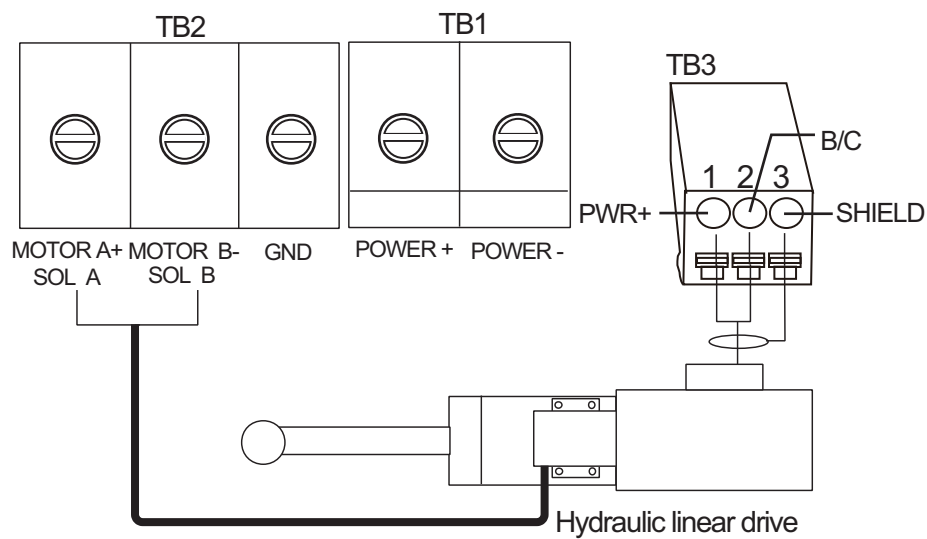 TB2
TB1
TB3
B/C
1 2 3
PWR+
SHIELD
MOTOR A+ MOTOR B- GND
POWER + POWER -
SOL A SOL B
Hydraulic linear drive